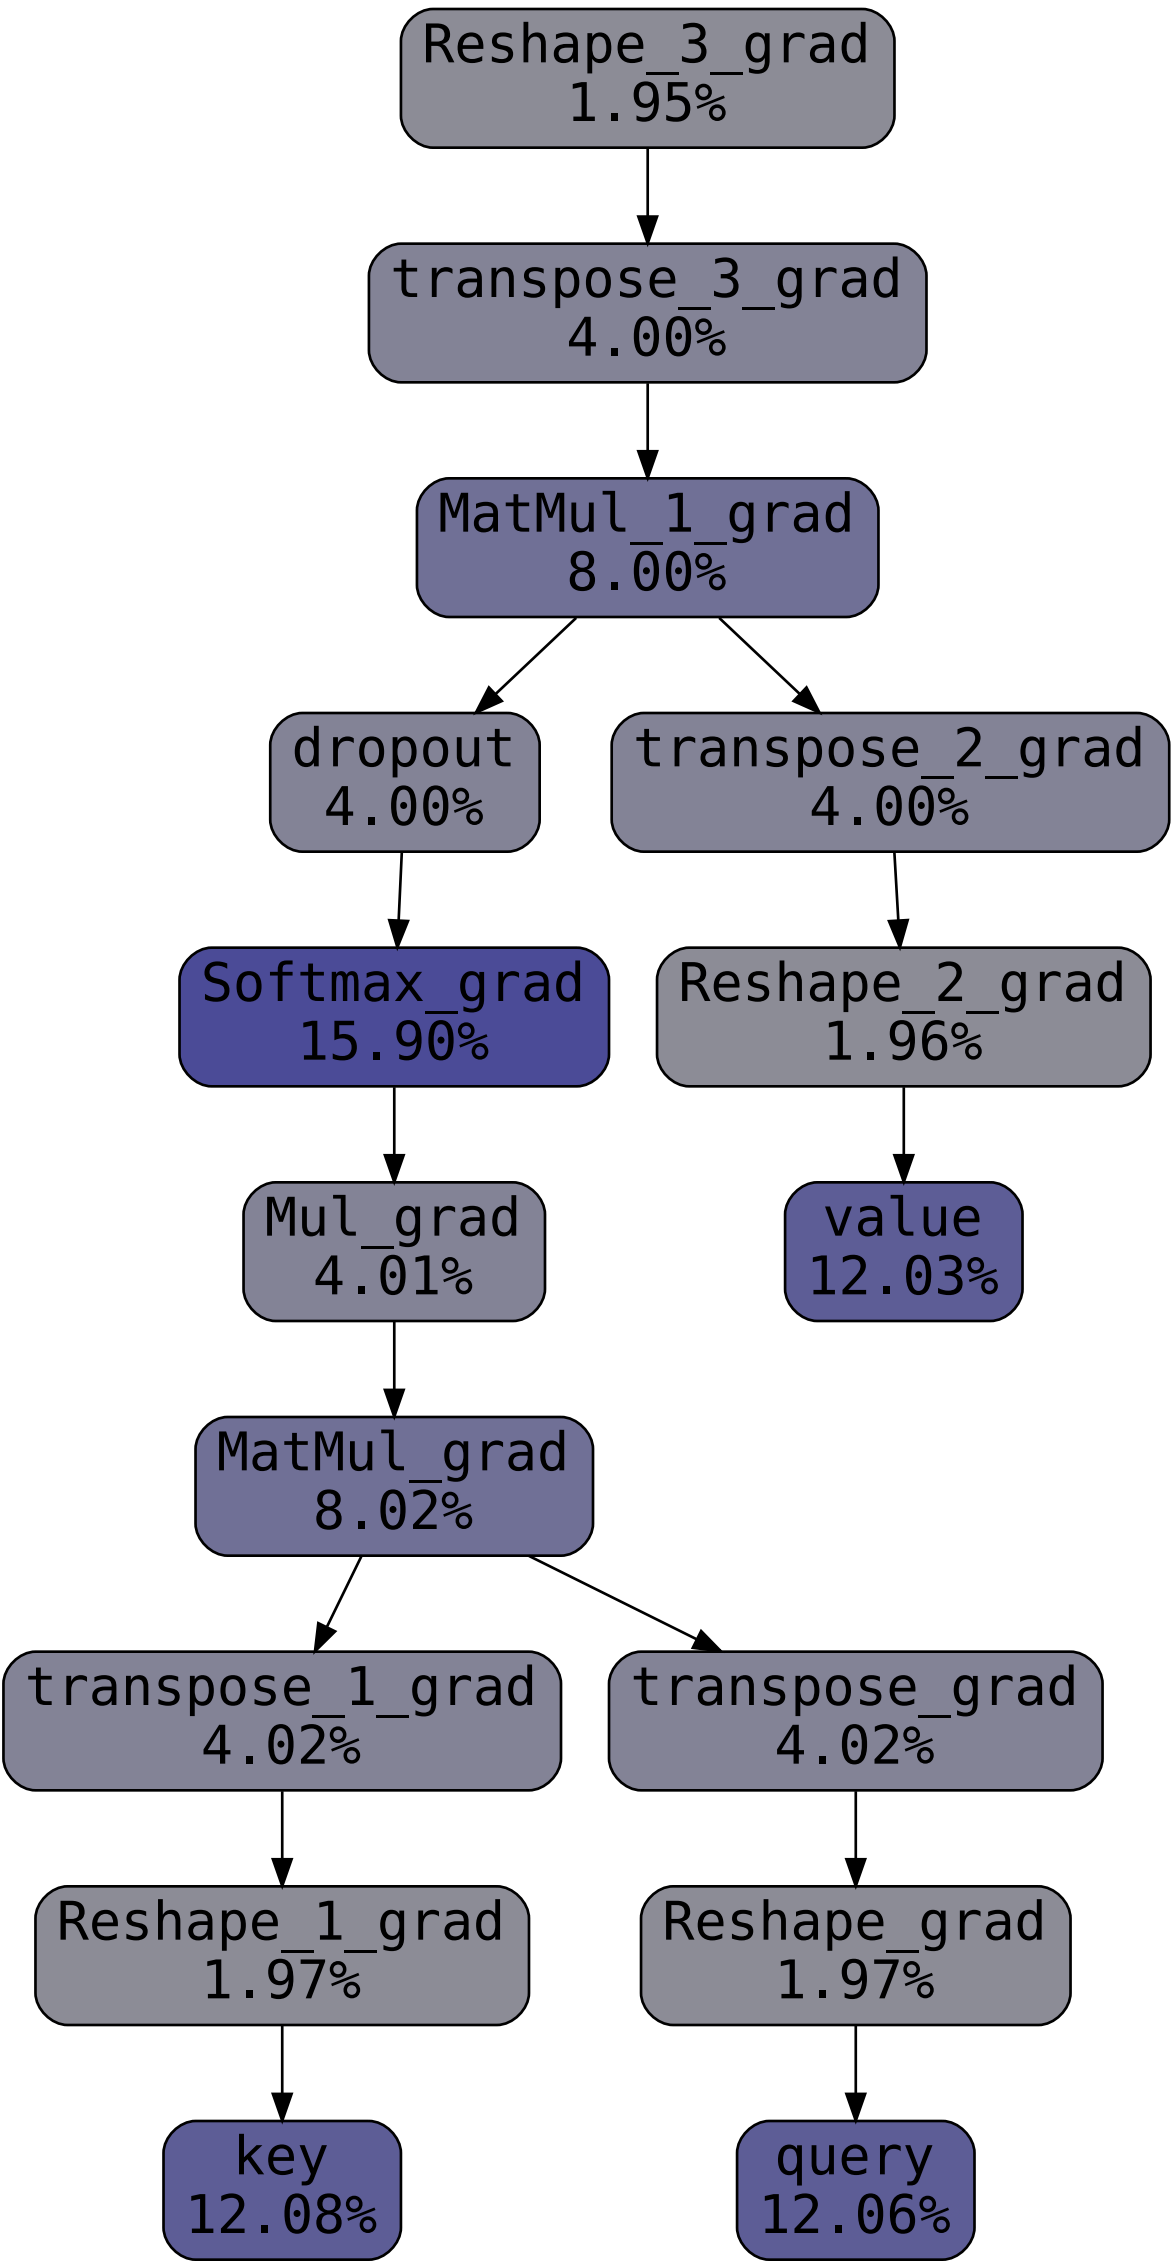 Reshape_3_grad
1.95%
transpose_3_grad
4.00%
MatMul_1_grad
8.00%
dropout
4.00%
transpose_2_grad
4.00%
Softmax_grad
15.90%
Reshape_2_grad
1.96%
Mul_grad
4.01%
value
12.03%
MatMul_grad
8.02%
transpose_1_grad
4.02%
transpose_grad
4.02%
Reshape_1_grad
1.97%
Reshape_grad
1.97%
key
12.08%
query
12.06%